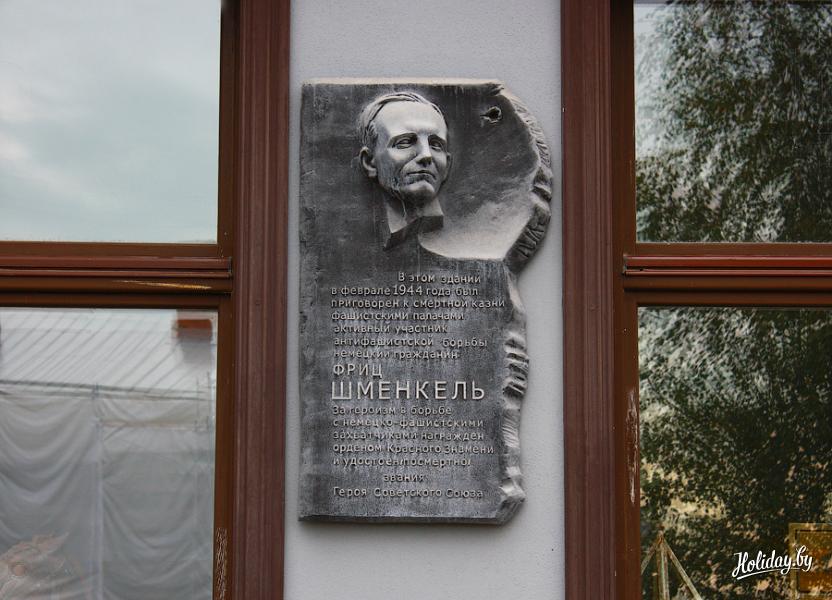 В этом здании
в феврале 1944 года был
приговорен к смертной казни
фашистскими палачами
активный участник
антифашистской борьбы
немецкий гражданин
ФРИЦ
ШМЕНКЕЛЬ
За героизм в борьбе
с немецко-фашистскими
захватчиками награжден
орденом Красного Знамени
и удостоен(посмертно)
звания
Героя Советского Союза
Holiday.by